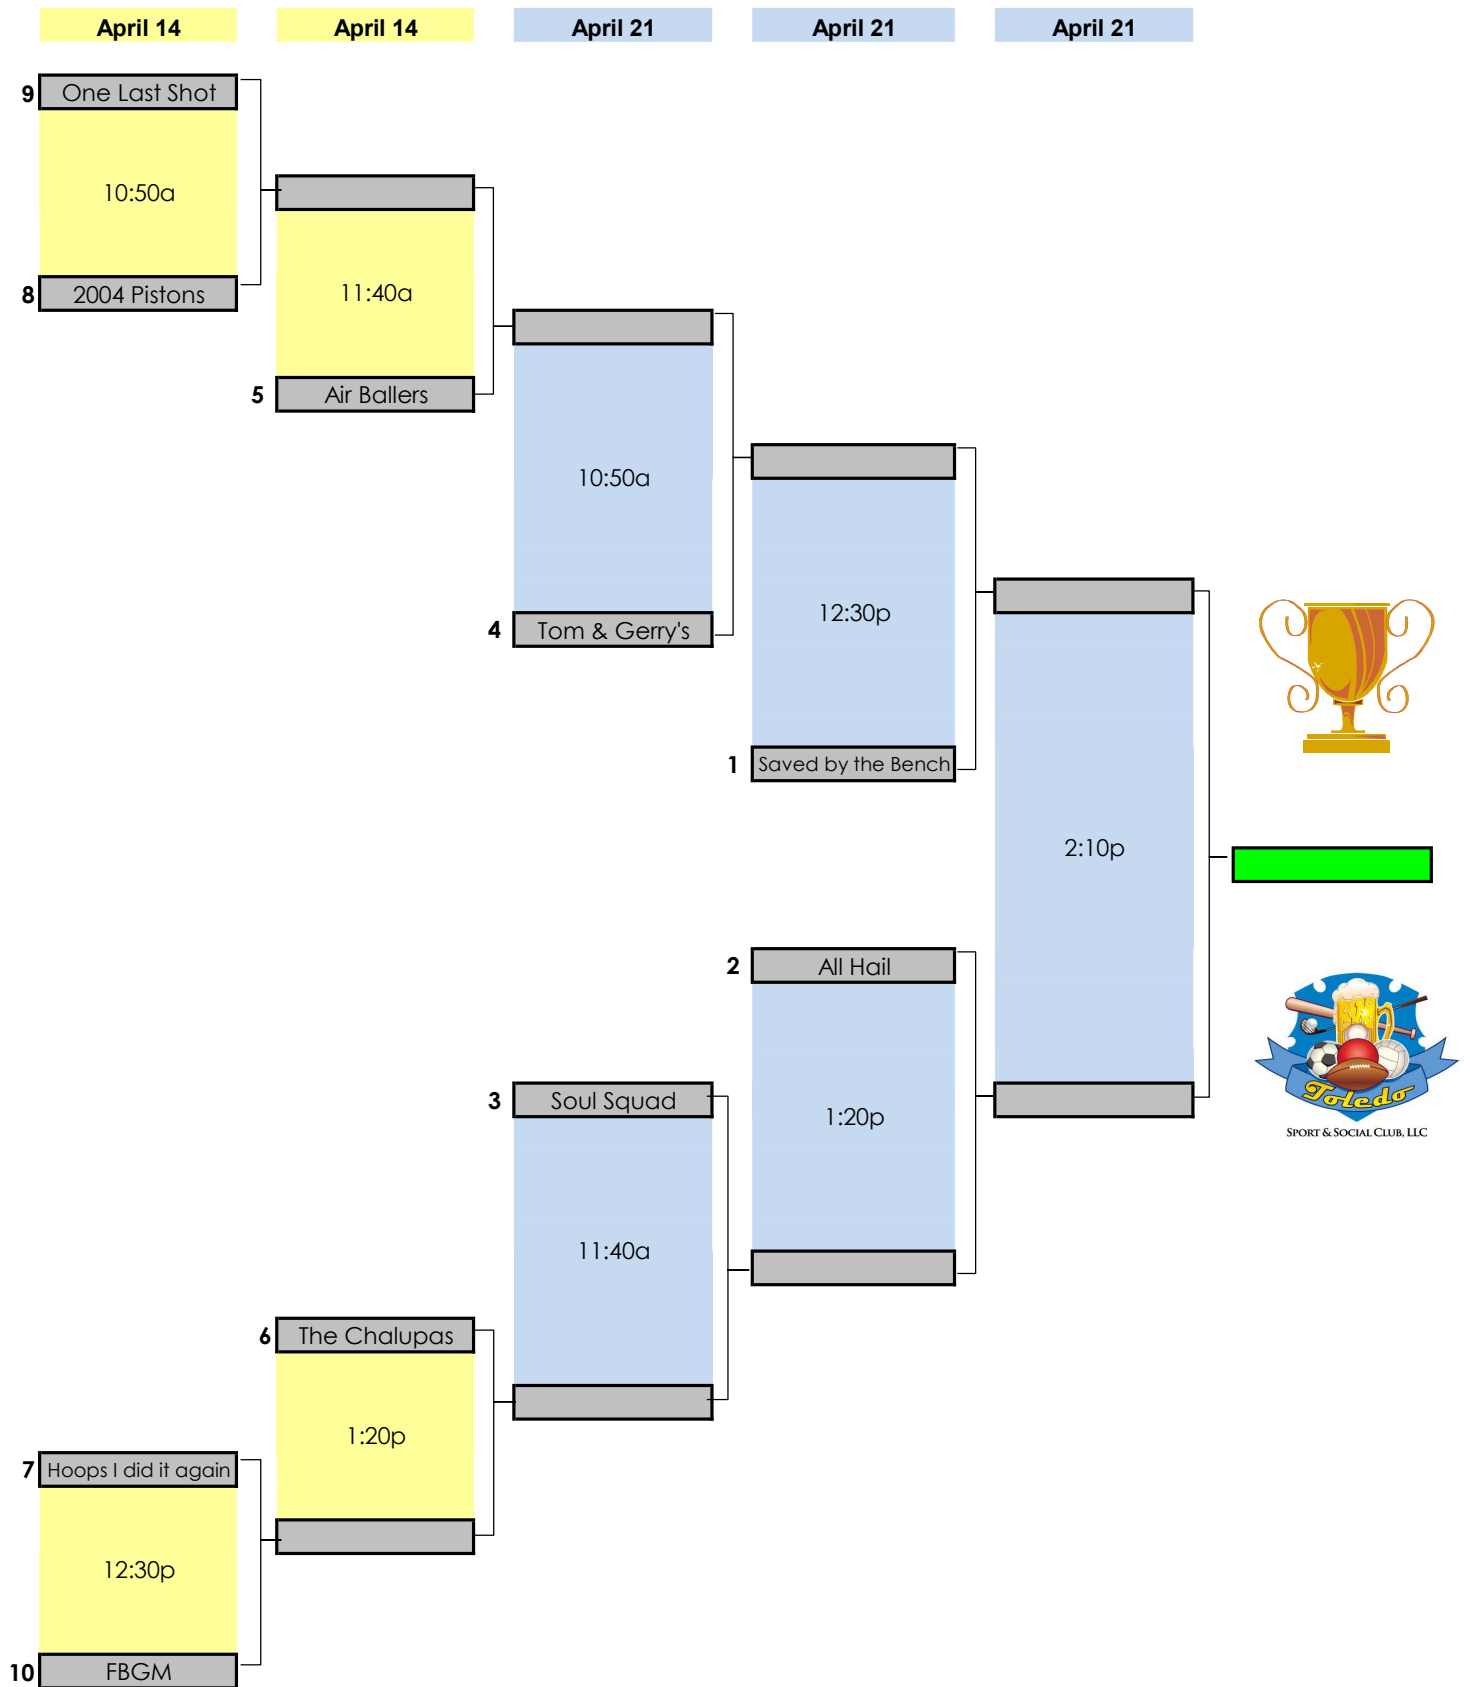 April 14
April 14
April 21
April 21
April 21
9 One Last Shot
10:50a
8 2004 Pistons
11:40a
5 Air Ballers
10:50a
4 Tom & Gerry's
12:30p
1 Saved by the Bench
2:10p
2 All Hail
3 Soul Squad
1:20p
Toledo
SPORT & SOCIAL CLUB, LLC
11:40a
6 The Chalupas
1:20p
7 Hoops I did it again
12:30p
10 FBGM